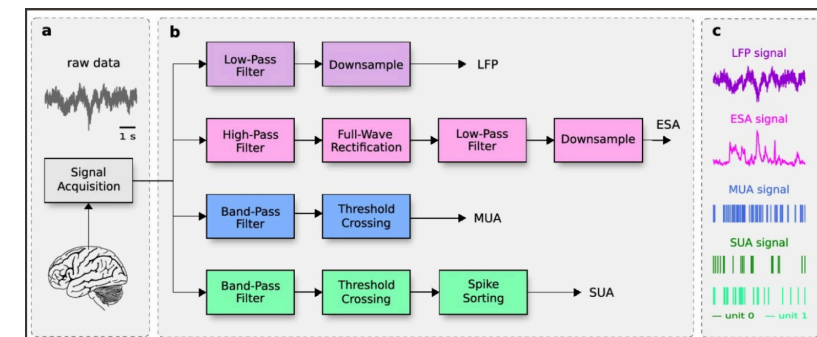 a
raw data
1 s
Signal
Acquisition
b
Low-Pass
Filter
Downsample
LFP
High-Pass
Filter
Full-Wave
Rectification
Low-Pass
Filter
Downsample
ESA
Band-Pass
Filter
Threshold
Crossing
MUA
Band-Pass
Filter
Threshold
Crossing
Spike
Sorting
SUA
c
LFP signal
ESA signal
MUA signal
SUA signal
unit 0 unit 1